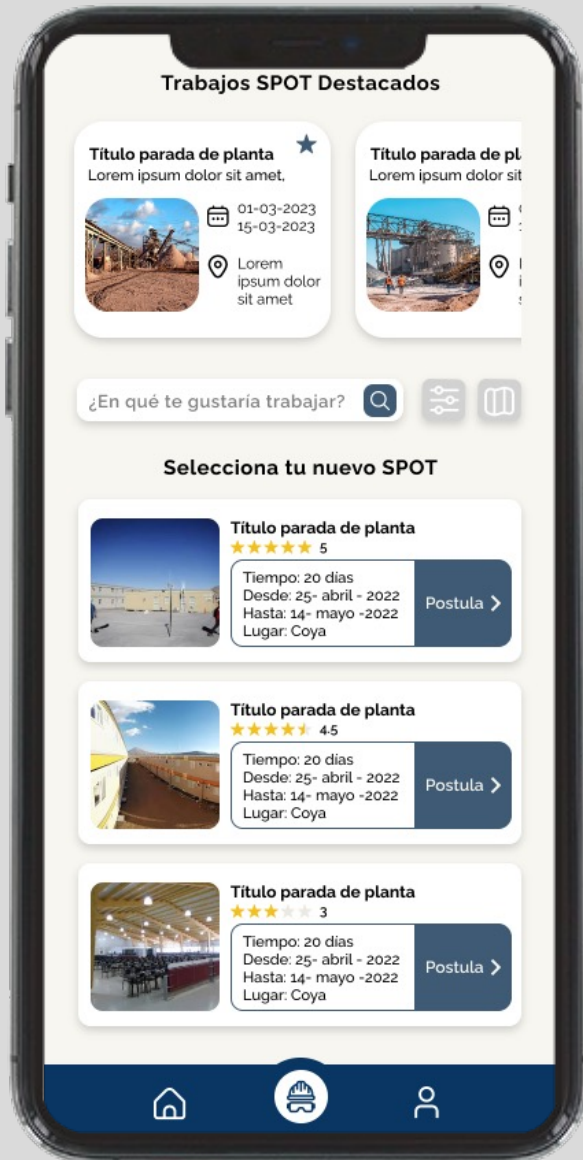 Trabajos SPOT Destacados
Título parada de planta
Lorem ipsum dolor sit amet,
01-03-2023
15-03-2023
Lorem
ipsum dolor
sit amet
Título parada de pl
Lorem ipsum dolor sit
¿En qué te gustaría trabajar?
Selecciona tu nuevo SPOT
Título parada de planta
5
Tiempo: 20 días
Desde: 25- abril - 2022
Hasta: 14- mayo -2022
Lugar: Coya
Postula
Título parada de planta
4.5
Tiempo: 20 días
Desde: 25- abril - 2022
Hasta: 14- mayo -2022
Lugar: Coya
Postula
Título parada de planta
3
Tiempo: 20 días
Desde: 25- abril - 2022
Hasta: 14- mayo -2022
Lugar: Coya
Postula